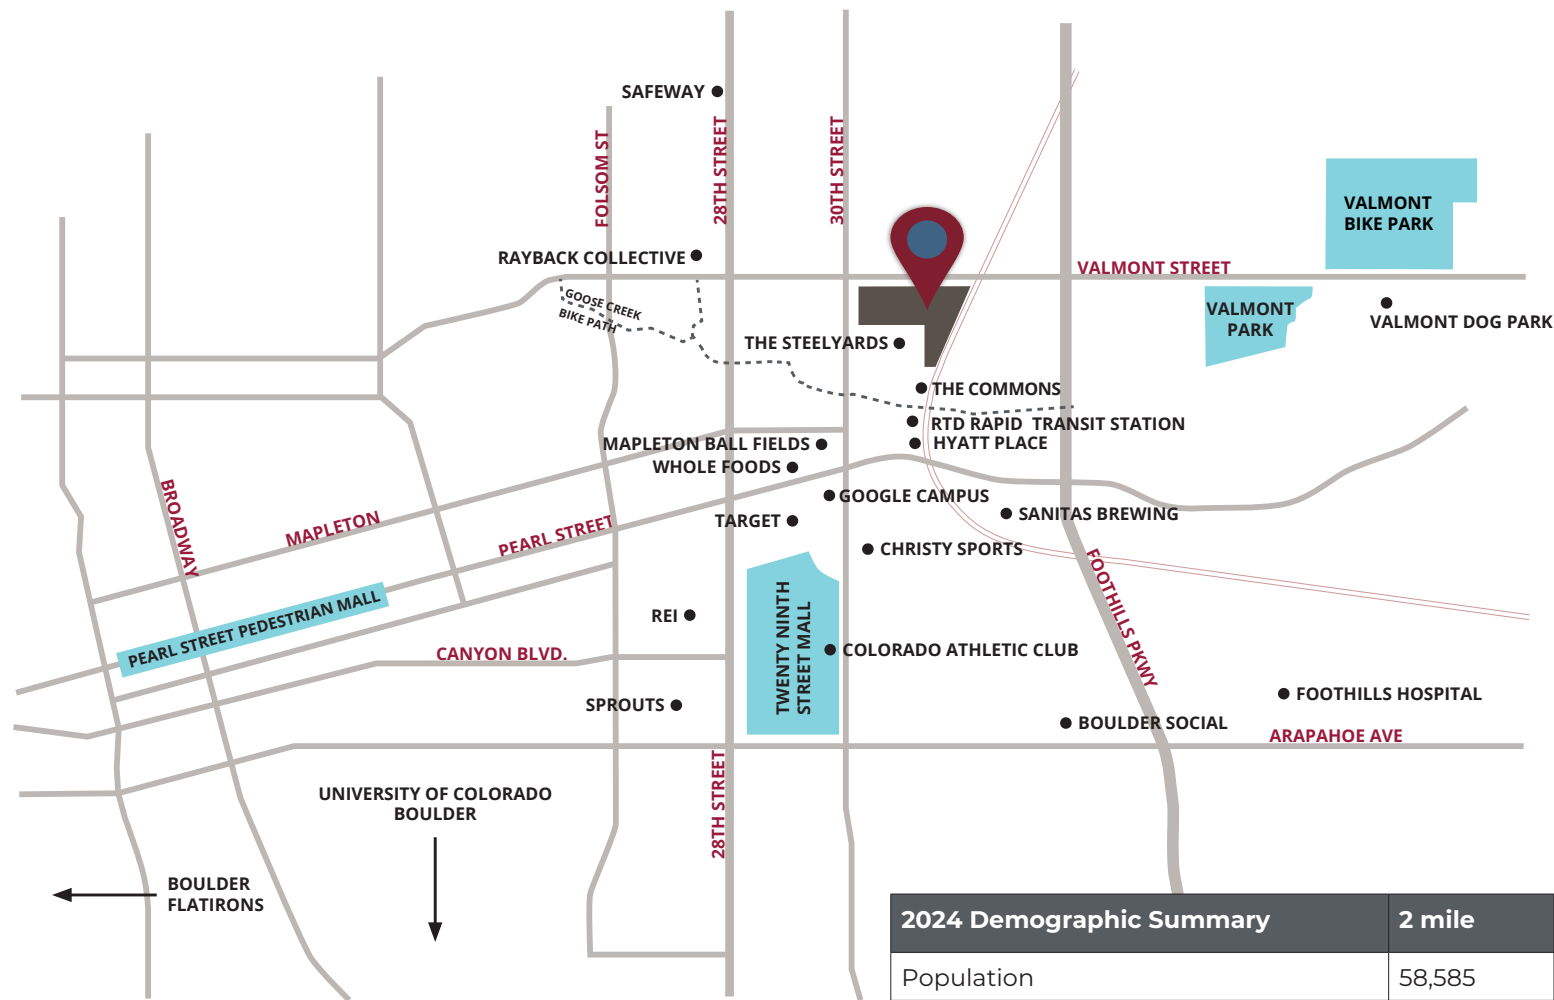 SAFEWAY
FOLSOM ST
28TH STREET
30TH STREET
VALMONT
BIKE PARK
RAYBACK COLLECTIVE
VALMONT STREET
GOOSE CREEK
BIKE PATH
VALMONT
PARK
VALMONT DOG PARK
THE STEELYARDS
THE COMMONS
RTD RAPID TRANSIT STATION
MAPLETON BALL FIELDS
HYATT PLACE
WHOLE FOODS
GOOGLE CAMPUS
BROADWAY
MAPLETON
PEARL STREET
TARGET
SANITAS BREWING
CHRISTY SPORTS
FOOTHILLS PKWY
PEARL STREET PEDESTRIAN MALL
REI
TWENTY NINTH
STREET MALL
CANYON BLVD.
COLORADO ATHLETIC CLUB
SPROUTS
FOOTHILLS HOSPITAL
BOULDER SOCIAL
ARAPAHOE AVE
28TH STREET
UNIVERSITY OF COLORADO
BOULDER
BOULDER
FLATIRONS
2024 Demographic Summary 2 mile
Population 58,585